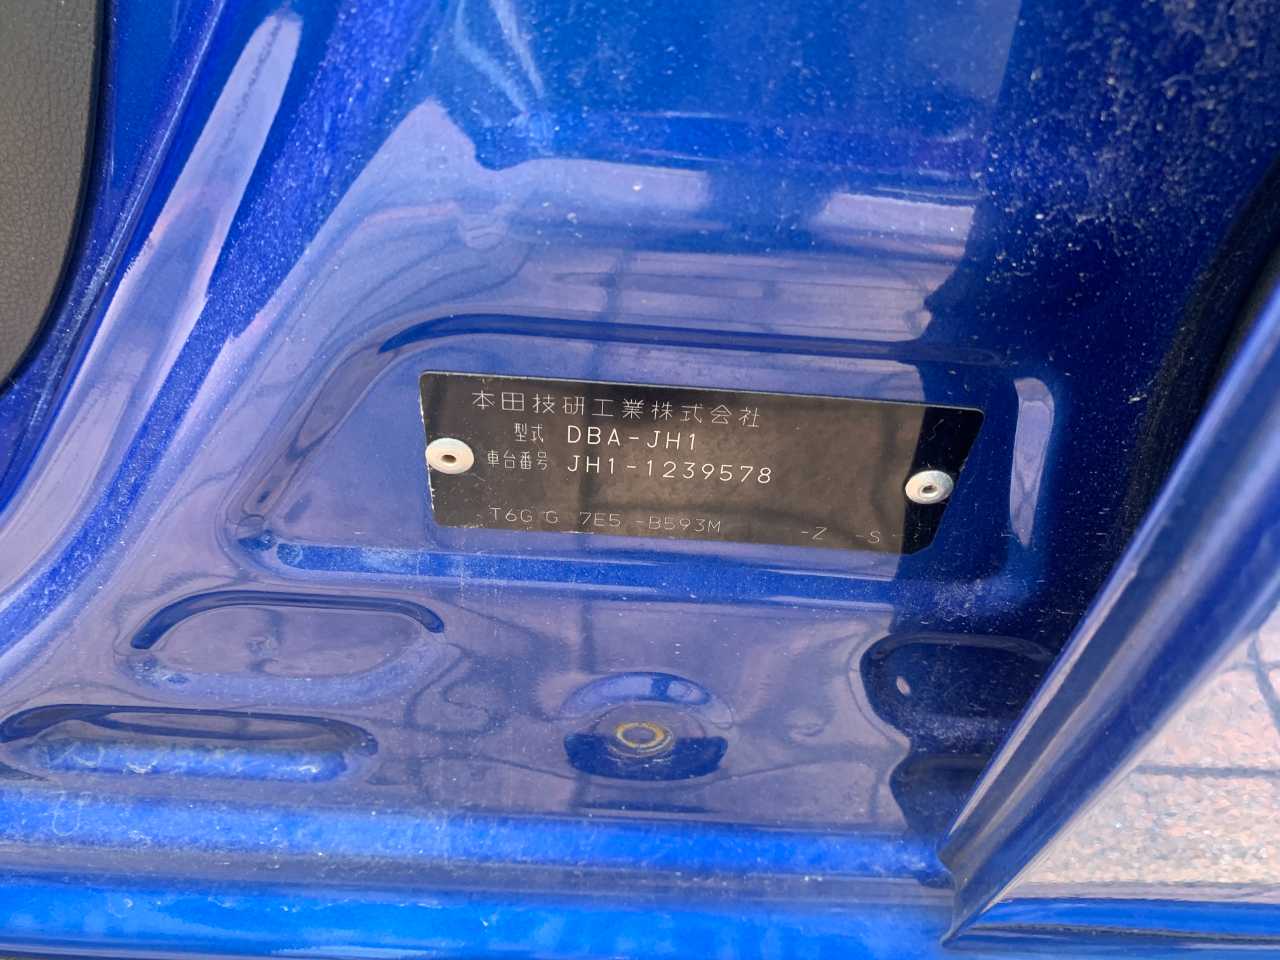 本田技研工業株式会社
型式 DBA-JH1
車台番号 JH1-1239578
T6G G 7E5 -B593M -Z -S